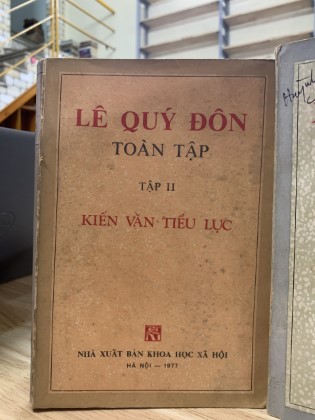 LÊ QUÝ ĐÔN
TOÀN TẬP
TẬP II
KIẾN VĂN TIỂU LỤC
NHÀ XUẤT BẢN KHOA HỌC XÃ HỘI
HÀ NỘI — 1977
Huỳnh